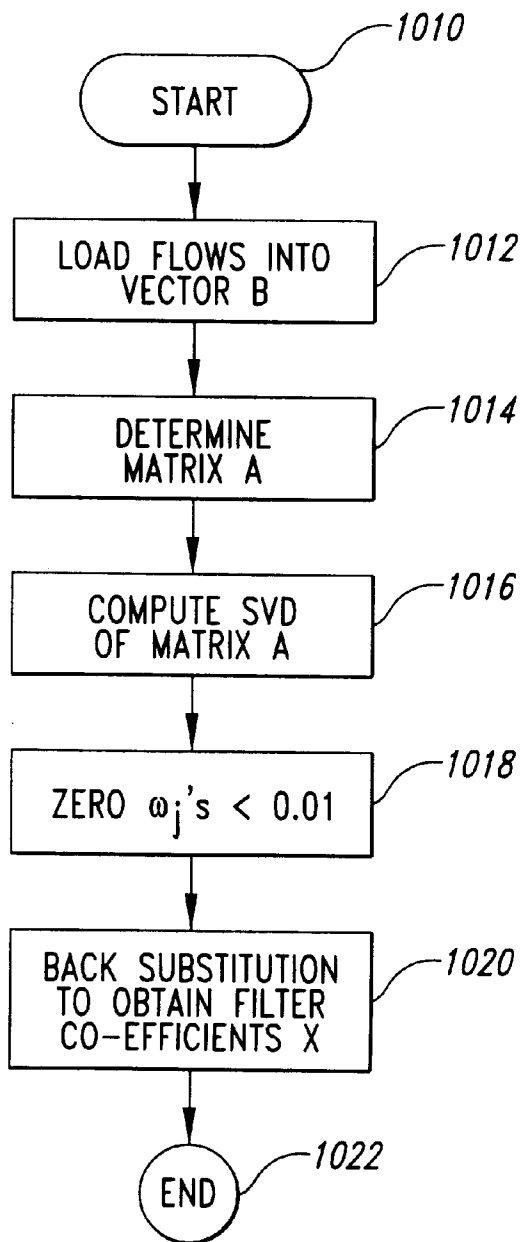 1010
START
LOAD FLOWS INTO
VECTOR B
1012
DETERMINE
MATRIX A
1014
COMPUTE SVD
OF MATRIX A
1016
ZERO ωj's < 0.01
1018
BACK SUBSTITUTION
TO OBTAIN FILTER
CO-EFFICIENTS X
1020
END
1022